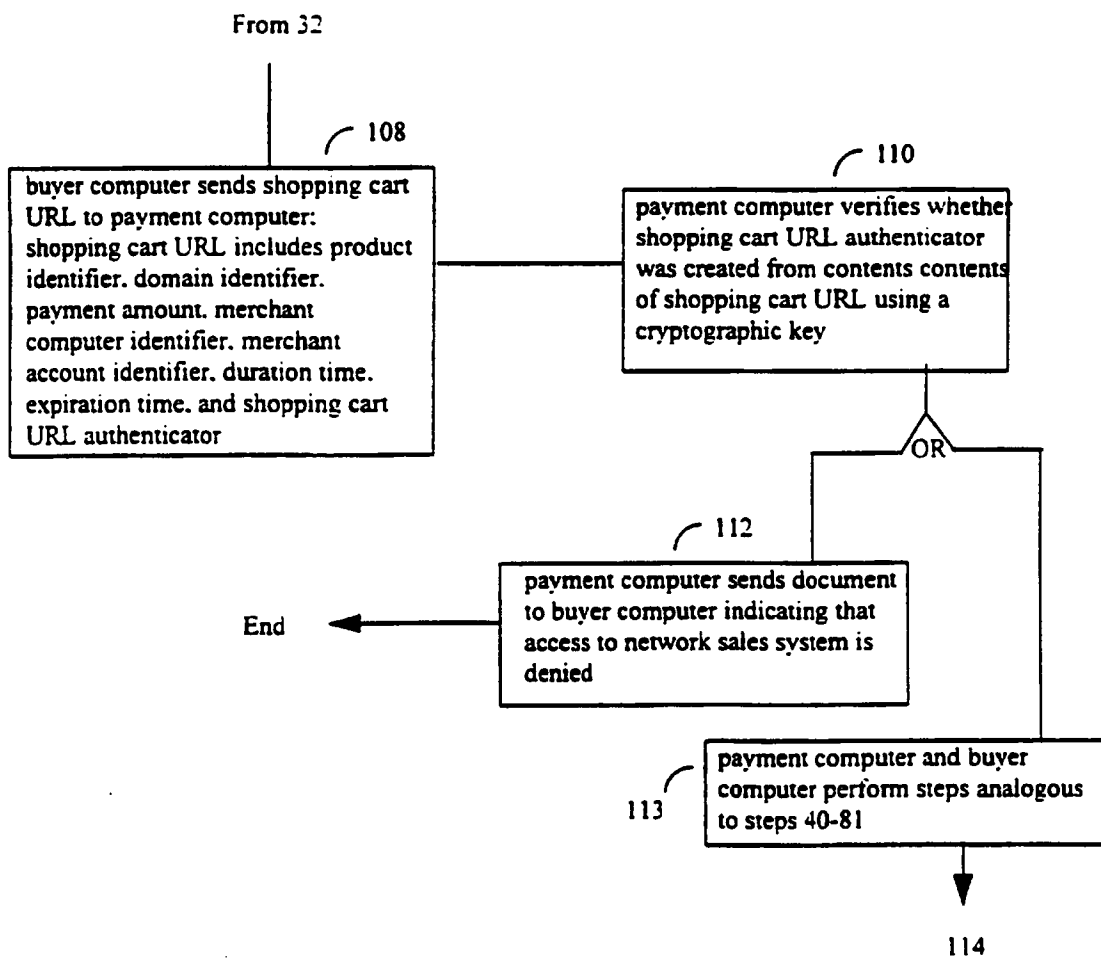 From 32
108
buyer computer sends shopping cart
URL to payment computer:
shopping cart URL includes product
identifier. domain identifier.
payment amount. merchant
computer identifier. merchant
account identifier. duration time.
expiration time. and shopping cart
URL authenticator
110
payment computer verifies whether
shopping cart URL authenticator
was created from contents contents
of shopping cart URL using a
cryptographic key
OR
112
payment computer sends document
to buyer computer indicating that
access to network sales system is
denied
End
113
payment computer and buyer
computer perform steps analogous
to steps 40-81
114